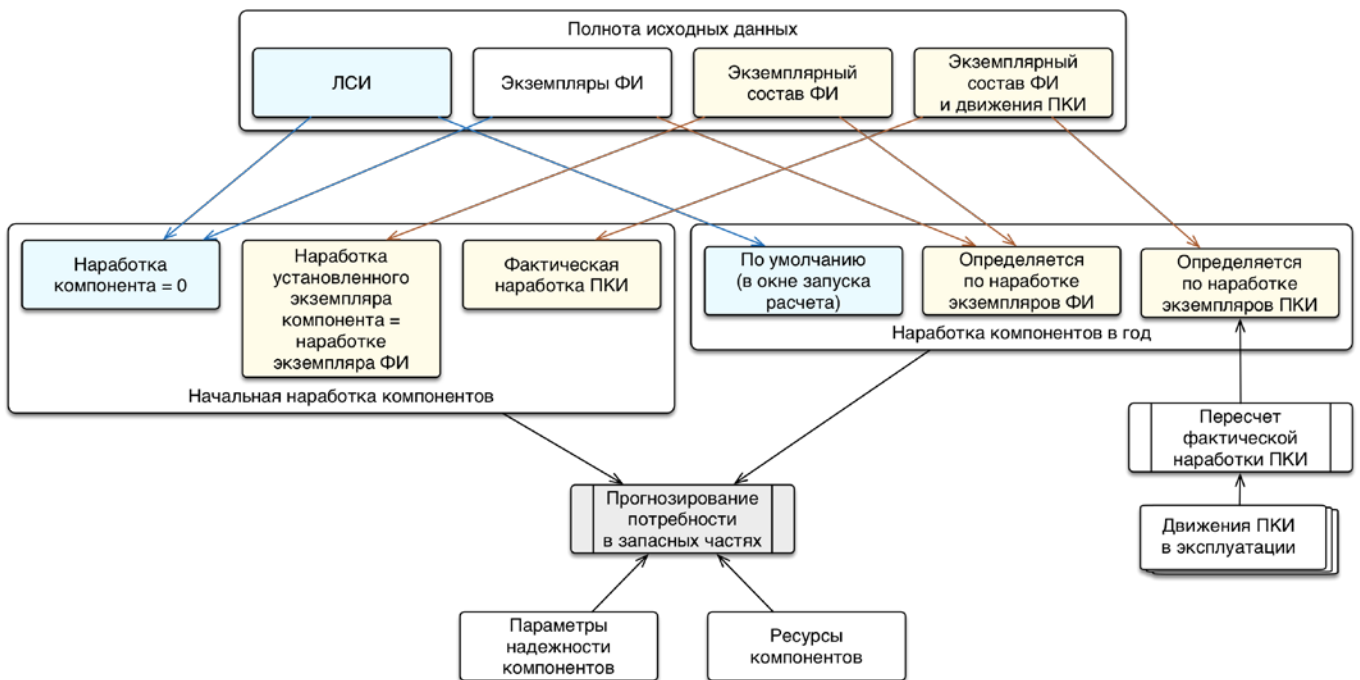 Полнота исходных данных
ЛСИ
Экземпляры ФИ
Экземплярный
состав ФИ
Экземплярный
состав ФИ
и движения ПКИ
Наработка
компонента = 0
Наработка
установленного
экземпляра
компонента =
наработке
экземпляра ФИ
Фактическая
наработка ПКИ
Начальная наработка компонентов
По умолчанию
(в окне запуска
расчета)
Определяется
по наработке
экземпляров ФИ
Определяется
по наработке
экземпляров ПКИ
Наработка компонентов в год
Пересчет
фактической
наработки ПКИ
Движения ПКИ
в эксплуатации
Прогнозирование
потребности
в запасных частях
Параметры
надежности
компонентов
Ресурсы
компонентов